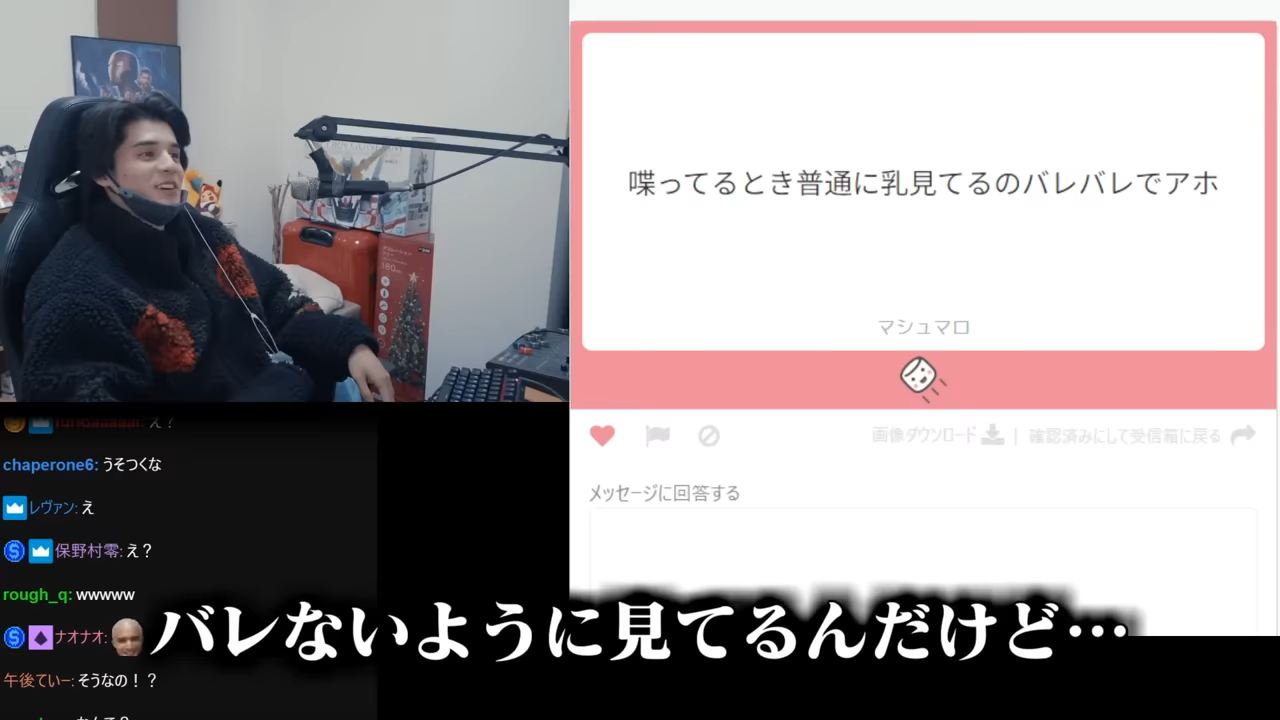 喋ってるとき普通に乳見てるのバレバレでアホ
マシュマロ
画像ダウンロード | 確認済みにして受信箱に戻る
メッセージに回答する
え?
chaperone6: うそつくな
レヴァン: え
保野村零: え?
rough_q: wwwww
ナオナオ:
午後てぃー: そうなの!?
バレないように見てるんだけど…
180